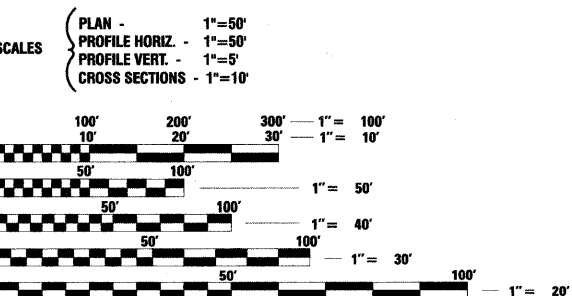 PLAN - 1"=50'
SCALES PROFILE HORIZ. - 1"=50'
PROFILE VERT. - 1"=5'
CROSS SECTIONS - 1"=10'
100' 200' 300' 1"= 100'
10' 20' 30' 1"= 10'
50' 100'
1"= 50'
50' 100'
1"= 40'
50' 100'
1"= 30'
50' 100'
1"= 20'